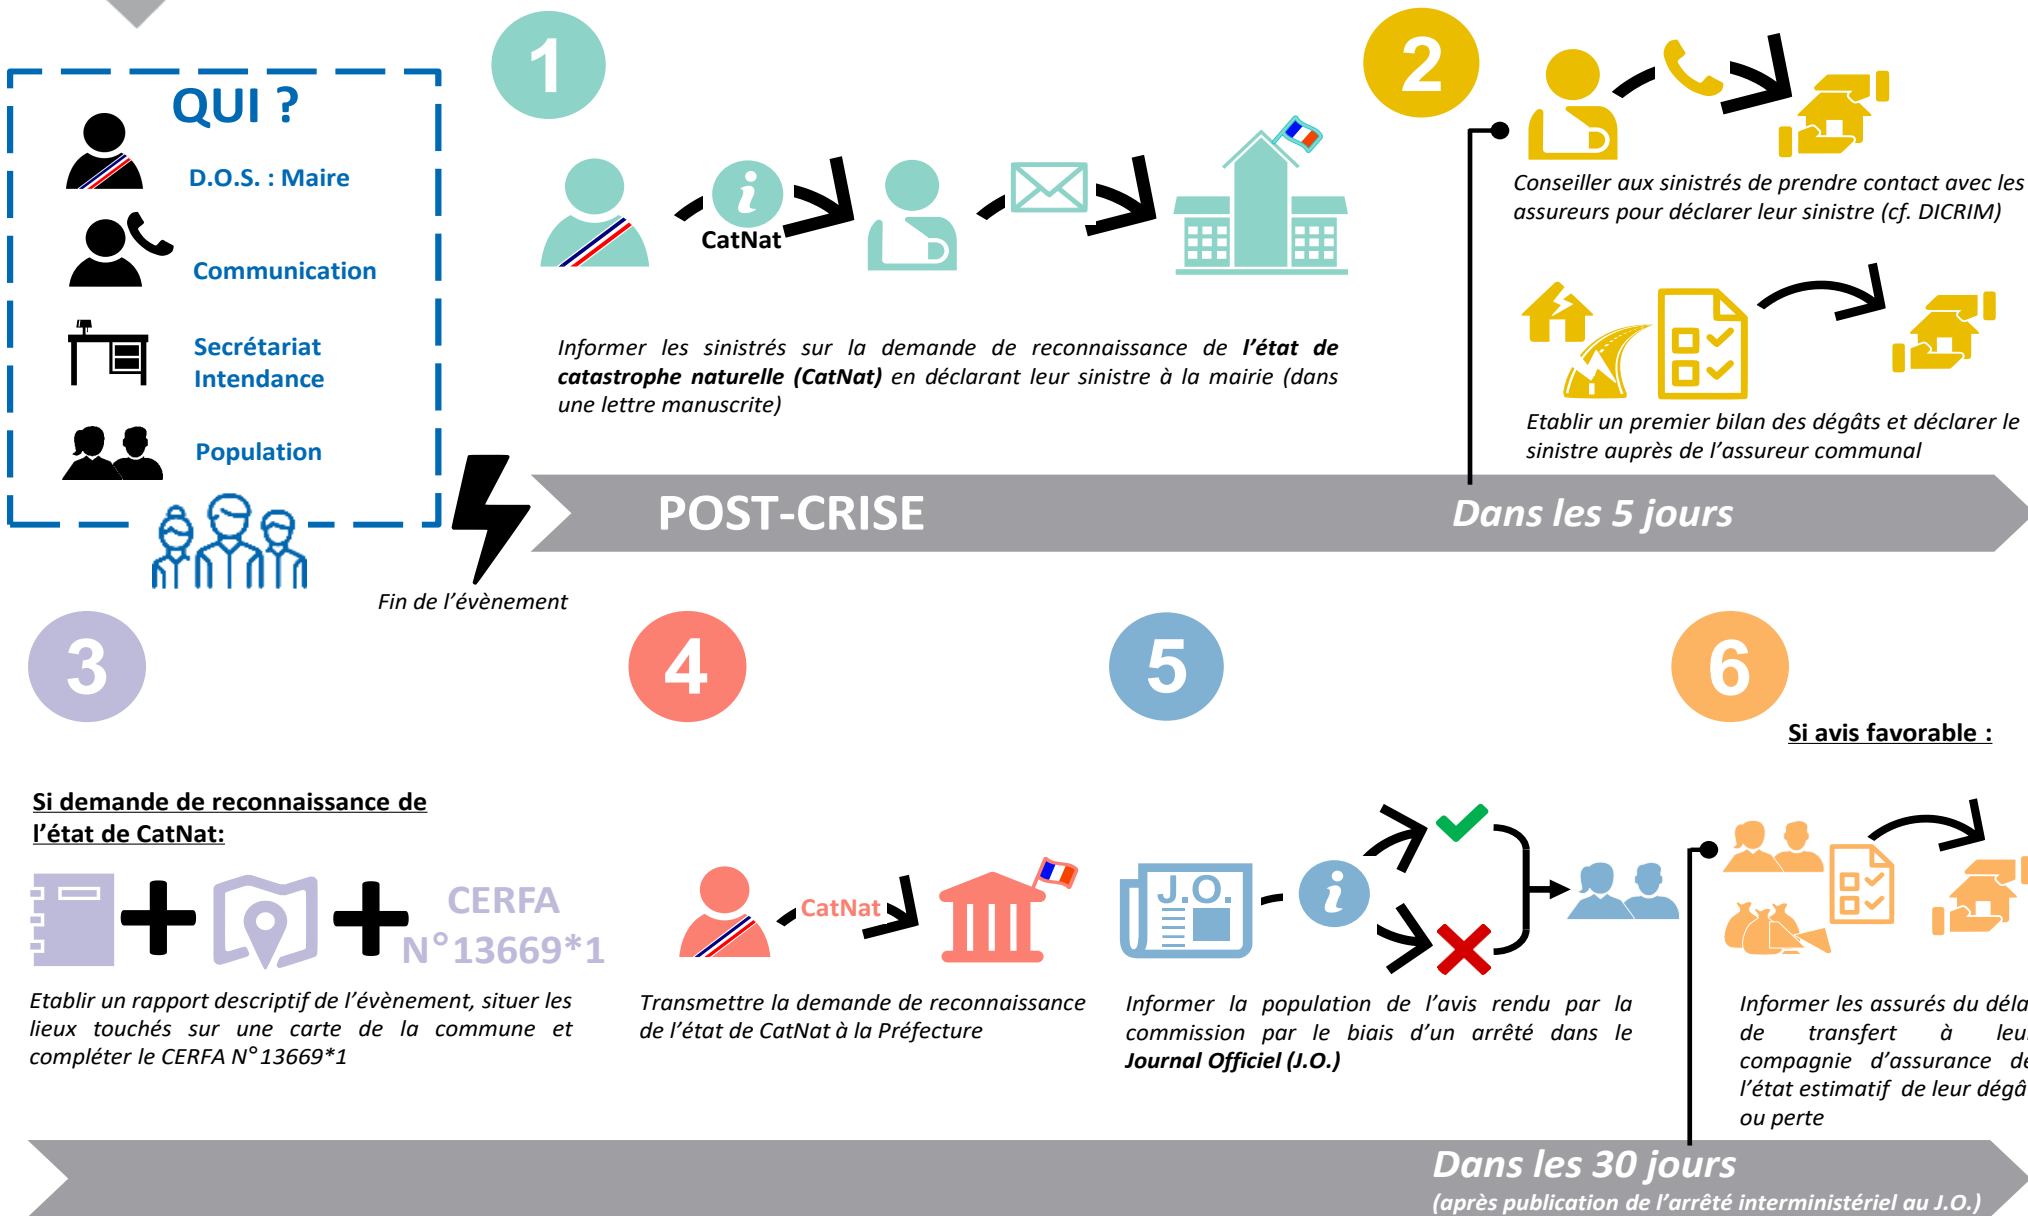 QUI ?
D.O.S. : Maire
Communication
Secrétariat
Intendance
Population
1
CatNat
Informer les sinistrés sur la demande de reconnaissance de l’état de
catastrophe naturelle (CatNat) en déclarant leur sinistre à la mairie (dans
une lettre manuscrite)
2
Conseiller aux sinistrés de prendre contact avec les
assureurs pour déclarer leur sinistre (cf. DICRIM)
Etablir un premier bilan des dégâts et déclarer le
sinistre auprès de l’assureur communal
POST-CRISE
Dans les 5 jours
Fin de l’évènement
3
Si demande de reconnaissance de
l’état de CatNat:
CERFA
N°13669*1
Etablir un rapport descriptif de l’évènement, situer les
lieux touchés sur une carte de la commune et
compléter le CERFA N°13669*1
4
CatNat
Transmettre la demande de reconnaissance
de l’état de CatNat à la Préfecture
5
J.O.
Informer la population de l’avis rendu par la
commission par le biais d’un arrêté dans le
Journal Officiel (J.O.)
6
Si avis favorable :
Informer les assurés du
de transfert à
compagnie d’assurance
l’état estimatif de leur
ou perte
Dans les 30 jours
(après publication de l’arrêté interministériel au J.O.)